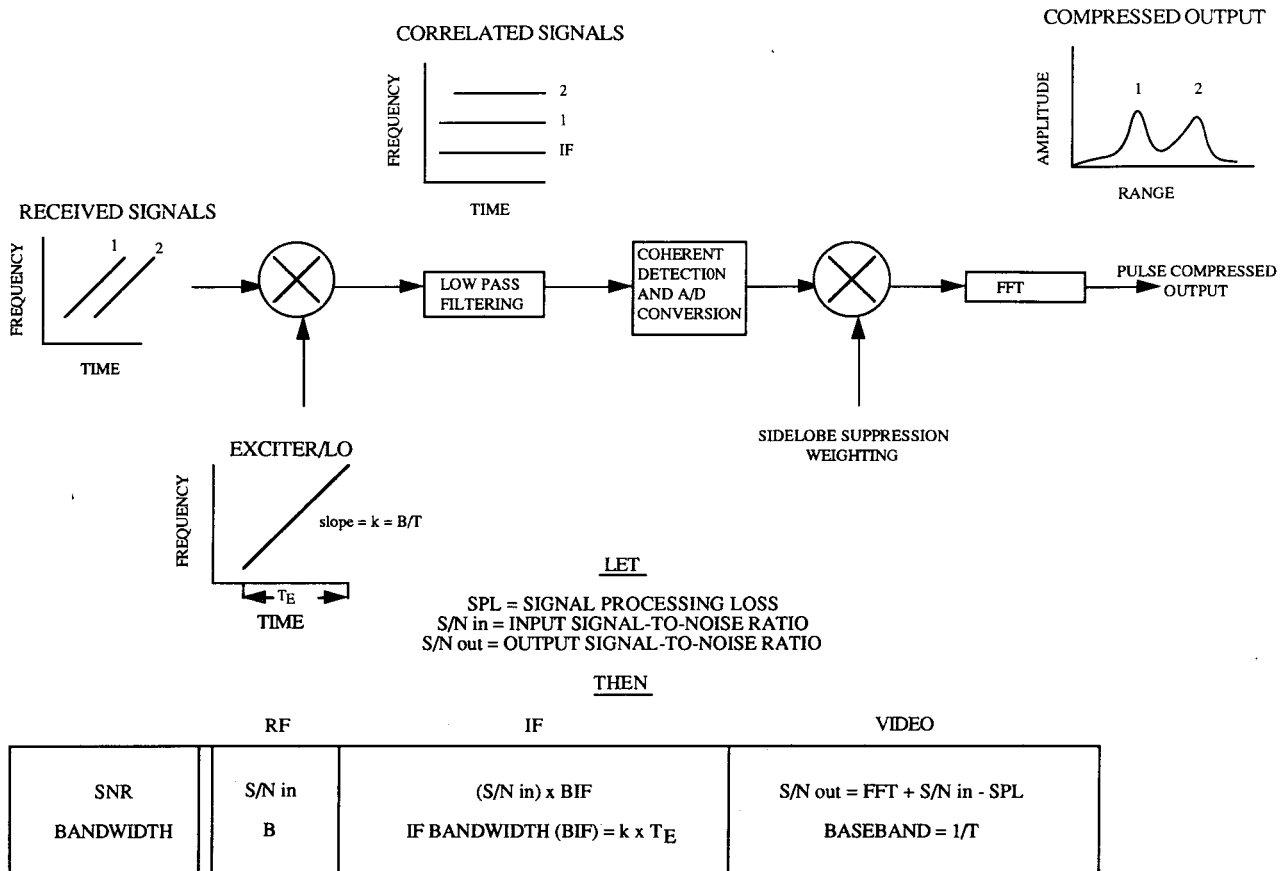 COMPRESSED OUTPUT
AMPLITUDE
1
2
RANGE
CORRELATED SIGNALS
FREQUENCY
2
1
IF
TIME
RECEIVED SIGNALS
FREQUENCY
1
2
TIME
LOW PASS
FILTERING
COHERENT
DETECTION
AND A/D
CONVERSION
FFT
PULSE COMPRESSED
OUTPUT
SIDELOBE SUPPRESSION
WEIGHTING
EXCITER/LO
FREQUENCY
slope = k = B/T
TE
TIME
LET
SPL = SIGNAL PROCESSING LOSS
S/N in = INPUT SIGNAL-TO-NOISE RATIO
S/N out = OUTPUT SIGNAL-TO-NOISE RATIO
THEN
RF IF VIDEO
SNR S/N in (S/N in) x BIF S/N out = FFT + S/N in - SPL
BANDWIDTH B IF BANDWIDTH (BIF) = k x TE BASEBAND = 1/T